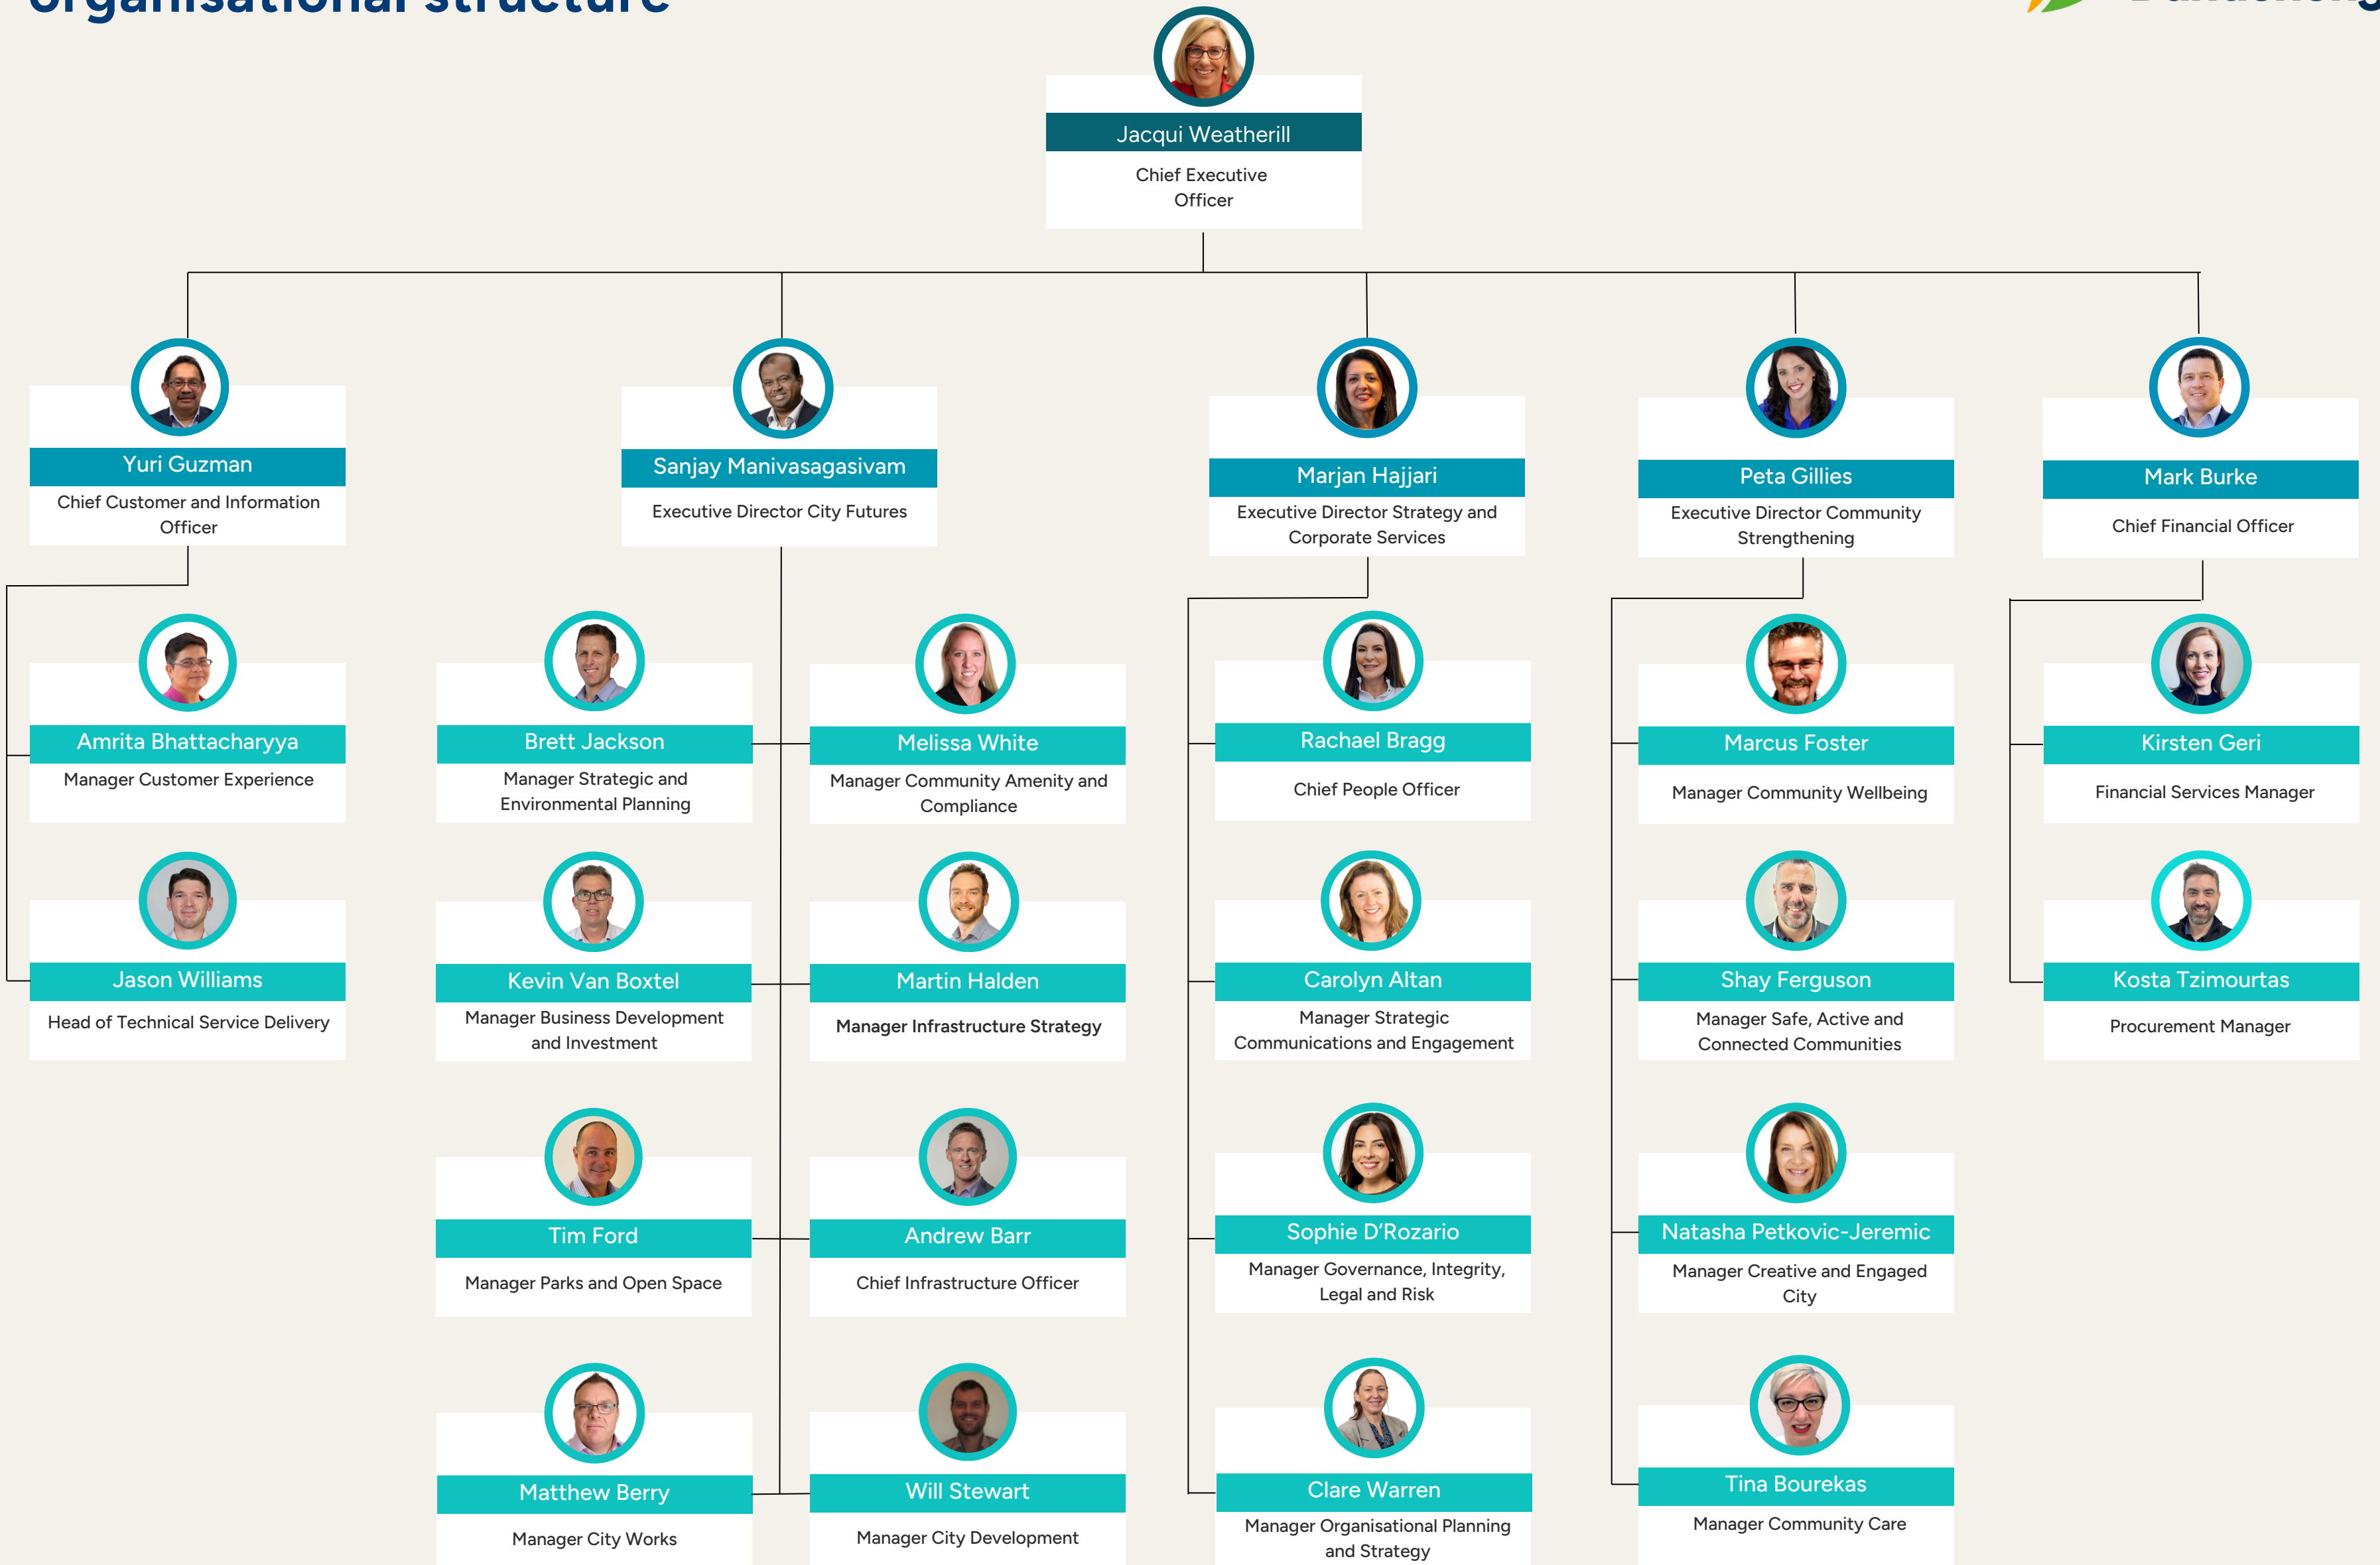 organisational structure
Jacqui Weatherill
Chief Executive
Officer
Yuri Guzman
Chief Customer and Information
Officer
Sanjay Manivasagasivam
Executive Director City Futures
Marjan Hajjari
Executive Director Strategy and
Corporate Services
Peta Gillies
Executive Director Community
Strengthening
Mark Burke
Chief Financial Officer
Amrita Bhattacharyya
Manager Customer Experience
Brett Jackson
Manager Strategic and
Environmental Planning
Melissa White
Manager Community Amenity and
Compliance
Rachael Bragg
Chief People Officer
Marcus Foster
Manager Community Wellbeing
Kirsten Geri
Financial Services Manager
Jason Williams
Head of Technical Service Delivery
Kevin Van Boxtel
Manager Business Development
and Investment
Martin Halden
Manager Infrastructure Strategy
Carolyn Altan
Manager Strategic
Communications and Engagement
Shay Ferguson
Manager Safe, Active and
Connected Communities
Kosta Tzimourtas
Procurement Manager
Tim Ford
Manager Parks and Open Space
Andrew Barr
Chief Infrastructure Officer
Sophie D’Rozario
Manager Governance, Integrity,
Legal and Risk
Natasha Petkovic-Jeremic
Manager Creative and Engaged
City
Matthew Berry
Manager City Works
Will Stewart
Manager City Development
Clare Warren
Manager Organisational Planning
and Strategy
Tina Bourekas
Manager Community Care